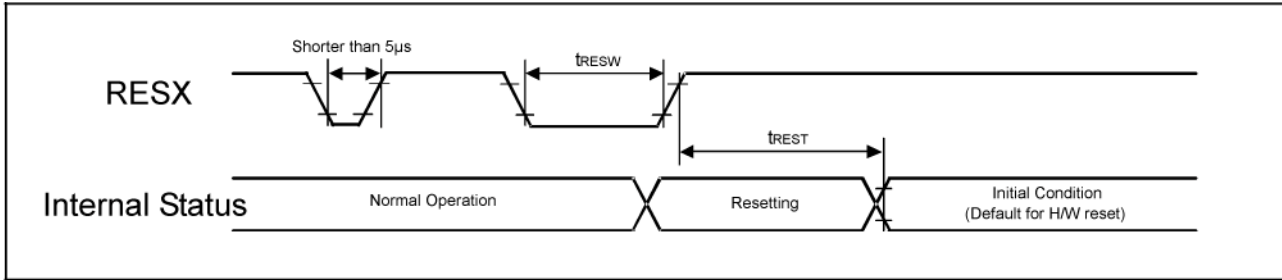 Shorter than 5µs
tRESW
RESX
tREST
Internal Status
Normal Operation
Resetting
Initial Condition
(Default for H/W reset)